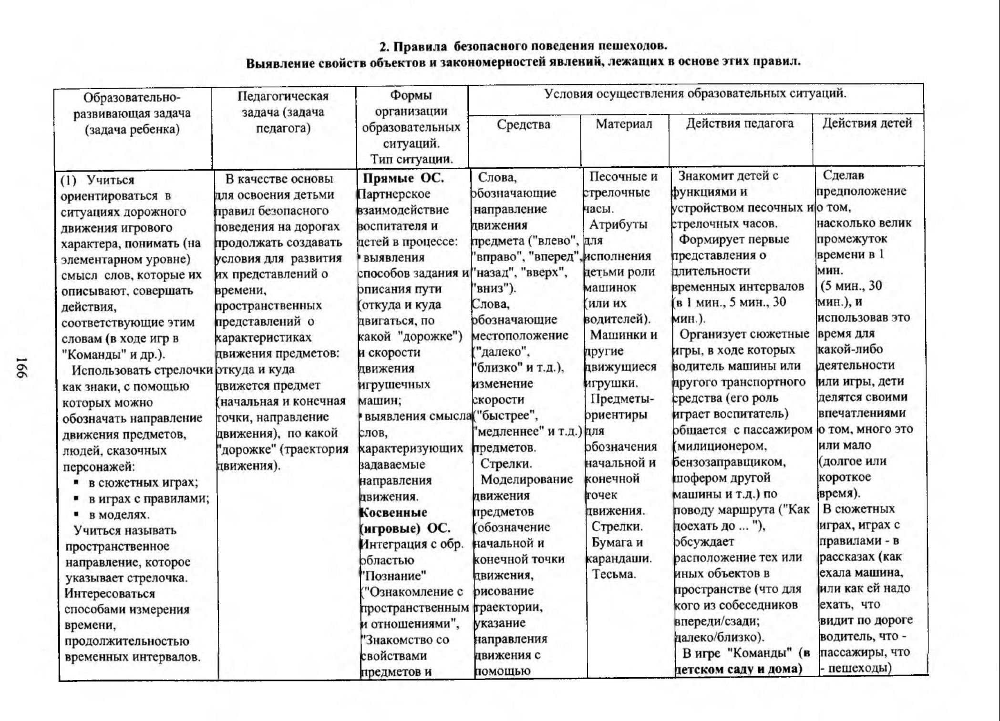 2. Правила безопасного поведения пешеходов.
Выявление свойств объектов и закономерностей явлений, лежащих в основе этих правил.
Образовательно-
развивающая задача
(задача ребенка)
Педагогическая
задача (задача
педагога)
Формы
организации
образовательных
ситуаций.
Тип ситуации.
Условия осуществления образовательных ситуаций.
Средства
Материал
Действия педагога
Действия детей
(1) Учиться
ориентироваться в
ситуациях дорожного
движения игрового
характера, понимать (на
элементарном уровне)
смысл слов, которые их
описывают, совершать
действия,
соответствующие этим
словам (в ходе игр в
"Команды" и др.).
Использовать стрелочки
как знаки, с помощью
которых можно
обозначать направление
движения предметов,
людей, сказочных
персонажей:
▪ в сюжетных играх;
▪ в играх с правилами;
▪ в моделях.
Учиться называть
пространственное
направление, которое
указывает стрелочка.
Интересоваться
способами измерения
времени,
продолжительностью
временных интервалов.
В качестве основы
для освоения детьми
правил безопасного
поведения на дорогах
продолжать создавать
условия для развития
их представлений о
времени,
пространственных
представлений о
характеристиках
движения предметов:
откуда и куда
движется предмет
(начальная и конечная
точки, направление
движения), по какой
"дорожке" (траектория
движения).
Прямые ОС.
Партнерское
взаимодействие
воспитателя и
детей в процессе:
▪ выявления
способов задания и
описания пути
(откуда и куда
двигаться, по
какой "дорожке")
и скорости
движения
игрушечных
машин;
▪ выявления смысла
слов,
характеризующих
задаваемые
направления
движения.
Косвенные
(игровые) ОС.
Интеграция с обр.
областью
"Познание"
("Ознакомление с
пространственным
и отношениями",
"Знакомство со
свойствами
предметов и
Слова,
обозначающие
направление
движения
предмета ("влево",
"вправо", "вперед",
"назад", "вверх",
"вниз").
Слова,
обозначающие
местоположение
("далеко",
"близко" и т.д.),
изменение
скорости
("быстрее",
"медленнее" и т.д.)
предметов.
Стрелки.
Моделирование
движения
предметов
(обозначение
начальной и
конечной точки
движения,
рисование
траектории,
указание
направления
движения с
помощью
Песочные и
стрелочные
часы.
Атрибуты
для
исполнения
детьми роли
машинок
(или их
водителей).
Машинки и
другие
движущиеся
игрушки.
Предметы-
ориентиры
для
обозначения
начальной и
конечной
точек
движения.
Стрелки.
Бумага и
карандаши.
Тесьма.
Знакомит детей с
функциями и
устройством песочных и
стрелочных часов.
Формирует первые
представления о
длительности
временных интервалов
(в 1 мин., 5 мин., 30
мин.).
Организует сюжетные
игры, в ходе которых
водитель машины или
другого транспортного
средства (его роль
играет воспитатель)
общается с пассажиром
(милиционером,
бензозаправщиком,
шофером другой
машины и т.д.) по
поводу маршрута ("Как
доехать до ... "),
обсуждает
расположение тех или
иных объектов в
пространстве (что для
кого из собеседников
впереди/сзади;
далеко/близко).
В игре "Команды" (в
детском саду и дома)
Сделав
предположение
о том,
насколько велик
промежуток
времени в 1
мин.
(5 мин., 30
мин.), и
использовав это
время для
какой-либо
деятельности
или игры, дети
делятся своими
впечатлениями
о том, много это
или мало
(долгое или
короткое
время).
В сюжетных
играх, играх с
правилами - в
рассказах (как
ехала машина,
или как ей надо
ехать, что
видит по дороге
водитель, что -
пассажиры, что
- пешеходы)
166